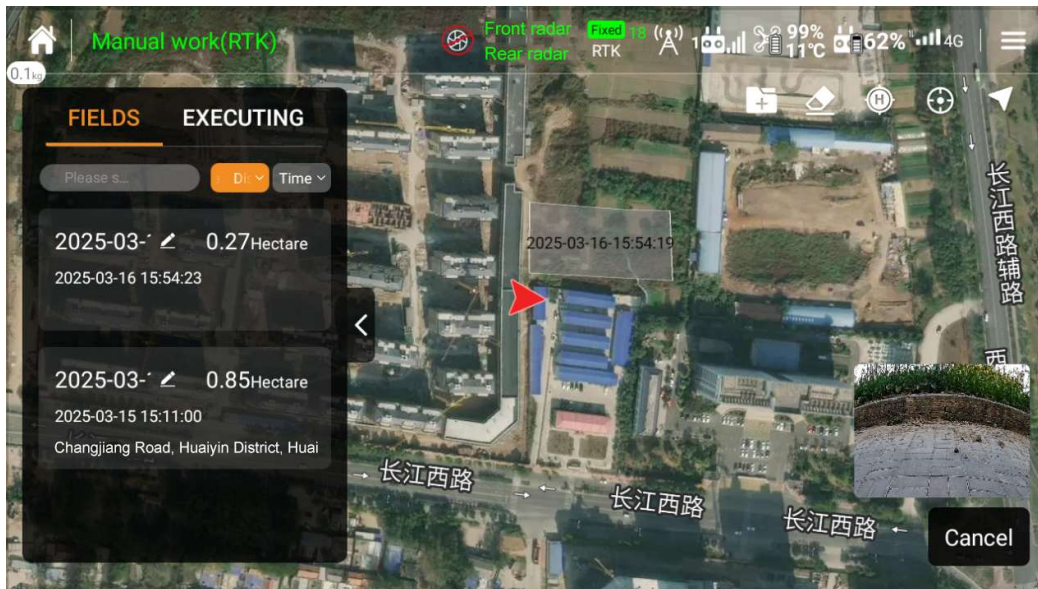 Manual work(RTK)
Front radar
Rear radar
Fixed 18
RTK
1
99%
11℃
62%
4G
0.1kg
FIELDS EXECUTING
Please s...
Di
Time
H
2025-03- 0.27Hectare
2025-03-16 15:54:23
2025-03- 0.85Hectare
2025-03-15 15:11:00
Changjiang Road, Huaiyin District, Huai
2025-03-16-15:54:19
长江西路辅路
西
长江西路
长江西路
长江西路
Cancel